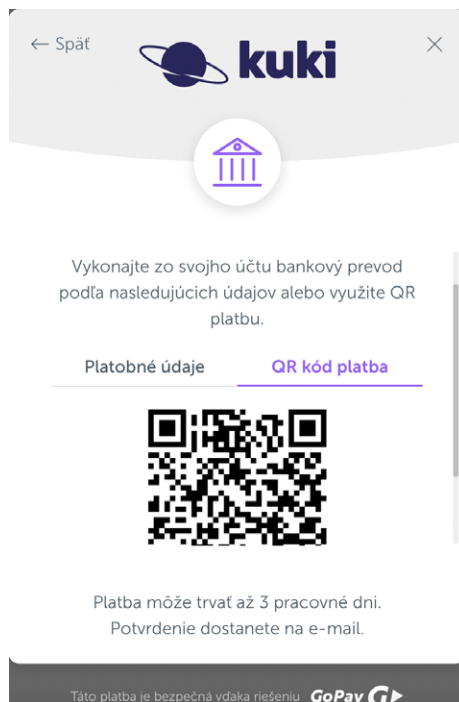 ← Späť
kuki
Vykonajte zo svojho účtu bankový prevod
podľa nasledujúcich údajov alebo využite QR
platbu.
Platobné údaje
QR kód platba
Platba môže trvať až 3 pracovné dni.
Potvrdenie dostanete na e-mail.
Táto platba je bezpečná vďaka riešeniu GoPay